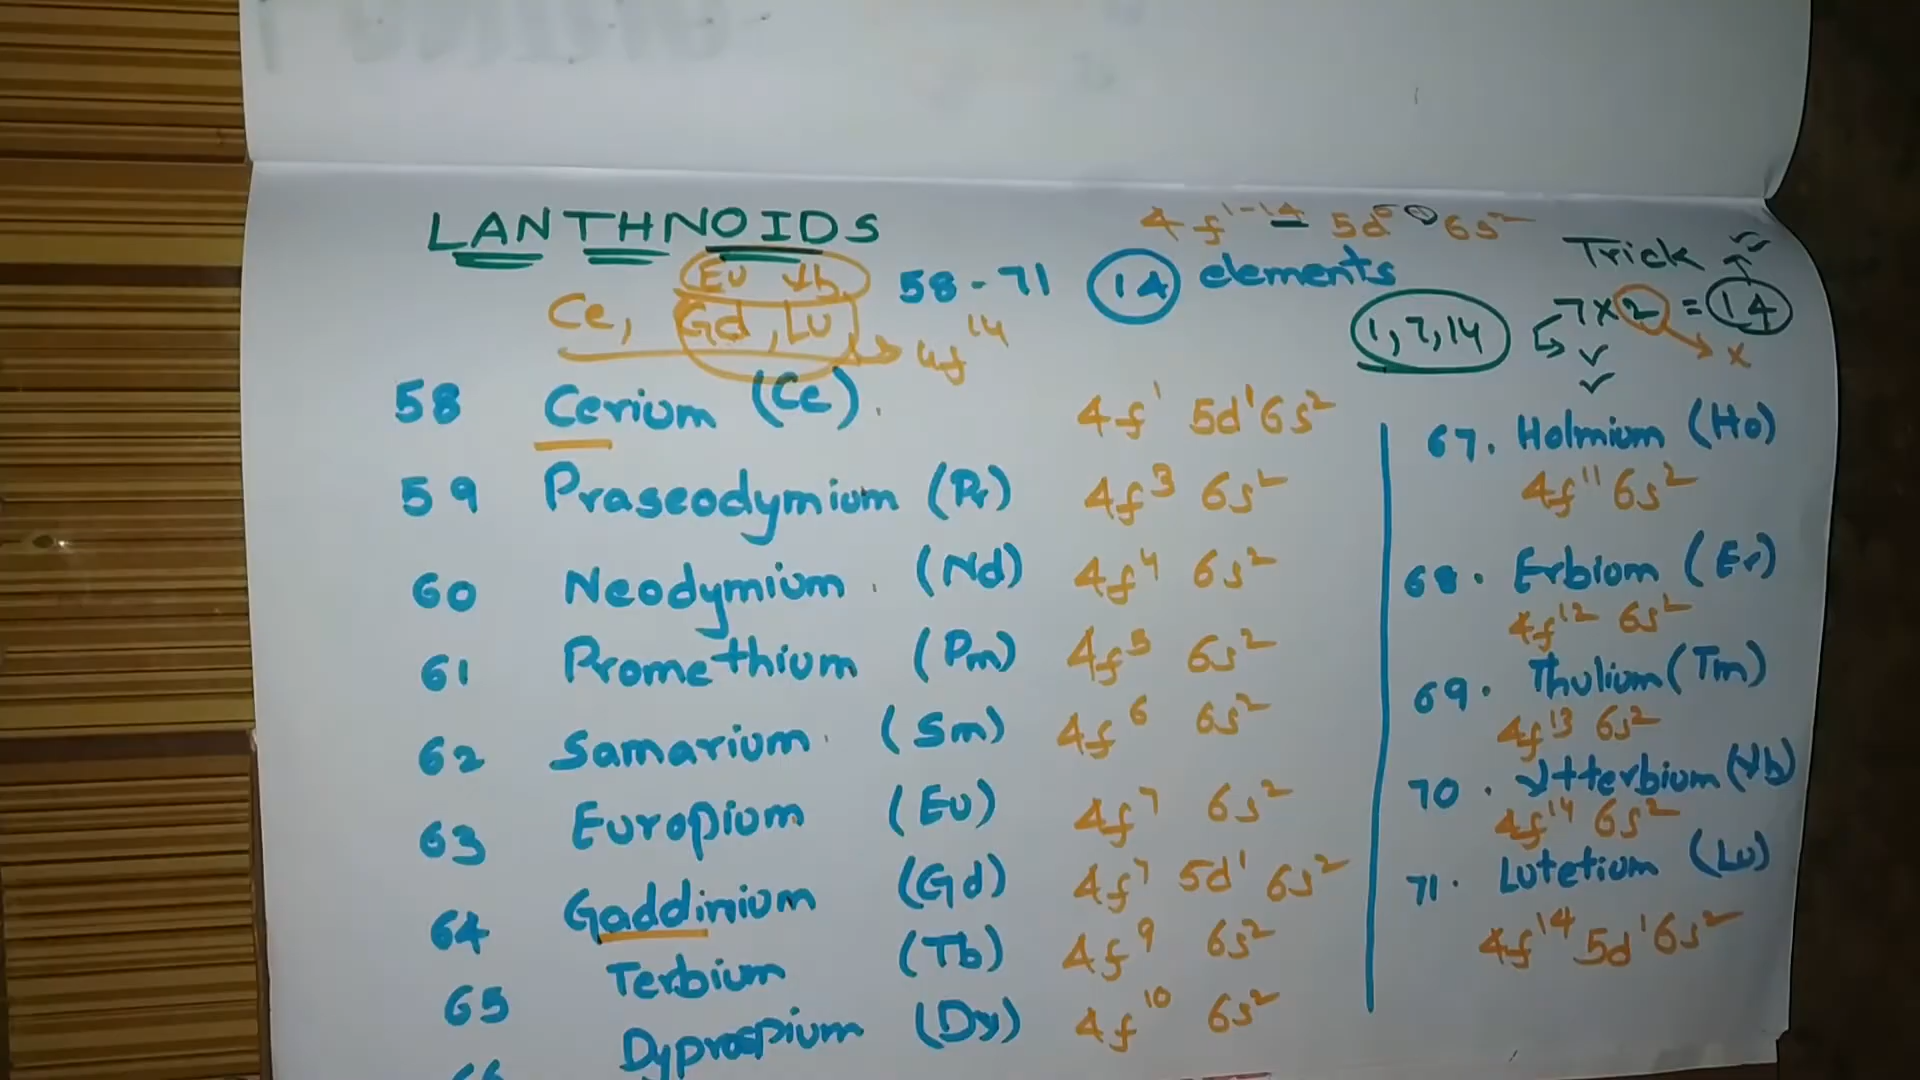 LANTHNOIDS
4f¹⁻¹⁴ 5d 6s²
Eu Yb
58-71 14 elements
Trick
Ce, Gd, Lu
4f¹⁴
1,7,14
7x2 = 14
x
58 Cerium (Ce). 4f¹ 5d¹ 6s²
59 Praseodymium (Pr) 4f³ 6s²
60 Neodymium (Nd) 4f⁴ 6s²
61 Promethium (Pm) 4f⁵ 6s²
62 Samarium (Sm) 4f⁶ 6s²
63 Europium (Eu) 4f⁷ 6s²
64 Gaddinium (Gd) 4f⁷ 5d¹ 6s²
65 Terbium (Tb) 4f⁹ 6s²
66 Dyprospium (Dy) 4f¹⁰ 6s²
67. Holmium (Ho)
4f¹¹ 6s²
68. Erbium (Er)
4f¹² 6s²
69. Thulium (Tm)
4f¹³ 6s²
70. Ytterbium (Yb)
4f¹⁴ 6s²
71. Lutetium (Lu)
4f¹⁴ 5d¹ 6s²